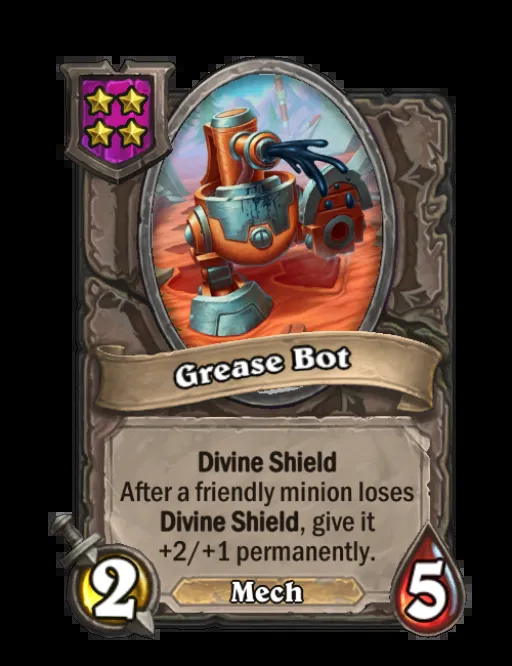 Grease Bot
Divine Shield
After a friendly minion loses
Divine Shield, give it
+2/+1 permanently.
2
Mech
5